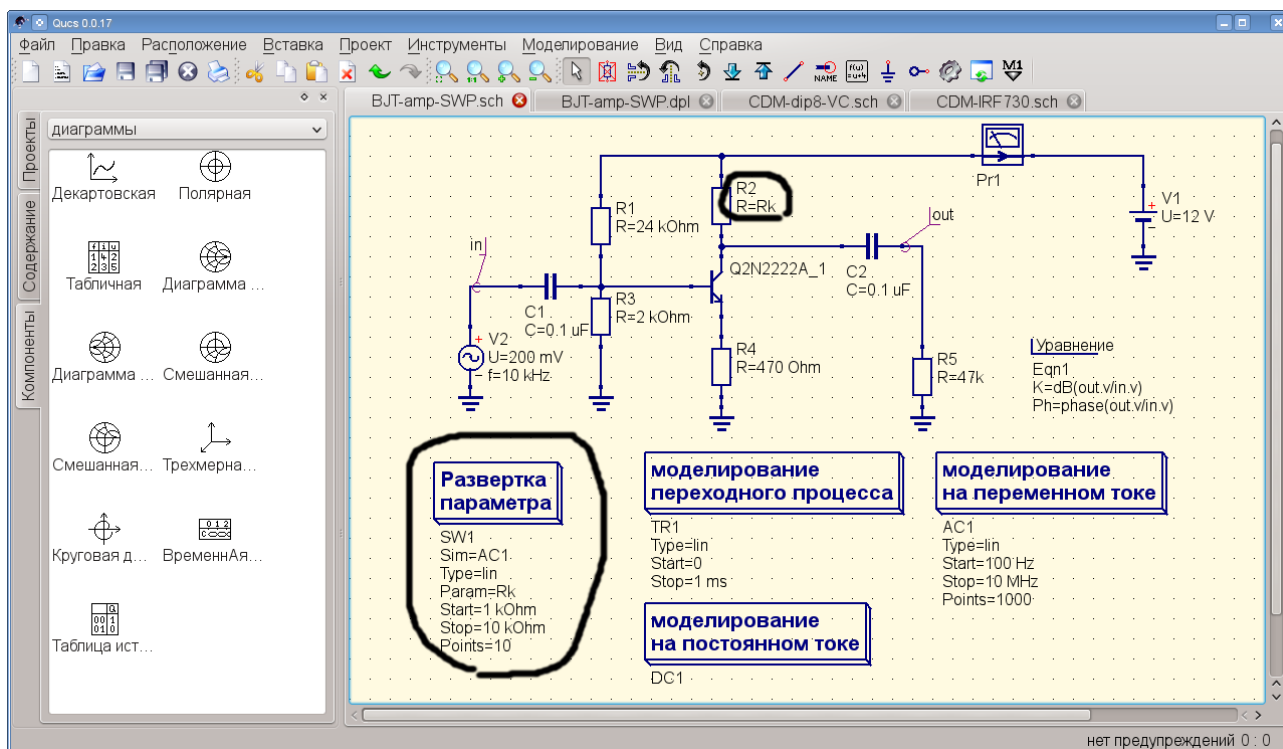 Qucs 0.0.17
Файл Правка Расположение Вставка Проект Инструменты Моделирование Вид Справка
NAME
M1
BJT-amp-SWP.sch
BJT-amp-SWP.dpl
CDM-dip8-VC.sch
CDM-IRF730.sch
Проекты
Содержание
Компоненты
диаграммы
Декартовская
Полярная
Табличная
Диаграмма ...
Диаграмма ...
Смешанная...
Смешанная...
Трехмерна...
Круговая д...
ВременнАя...
Таблица ист...
Pr1
V1
U=12 V
R2
R=Rk
R1
R=24 kOhm
out
in
Q2N2222A_1
C2
C=0.1 uF
C1
C=0.1 uF
R3
R=2 kOhm
V2
U=200 mV
f=10 kHz
R4
R=470 Ohm
R5
R=47k
Уравнение
Eqn1
K=dB(out.v/in.v)
Ph=phase(out.v/in.v)
Развертка
параметра
SW1
Sim=AC1
Type=lin
Param=Rk
Start=1 kOhm
Stop=10 kOhm
Points=10
моделирование
переходного процесса
TR1
Type=lin
Start=0
Stop=1 ms
моделирование
на переменном токе
AC1
Type=lin
Start=100 Hz
Stop=10 MHz
Points=1000
моделирование
на постоянном токе
DC1
нет предупреждений 0 : 0